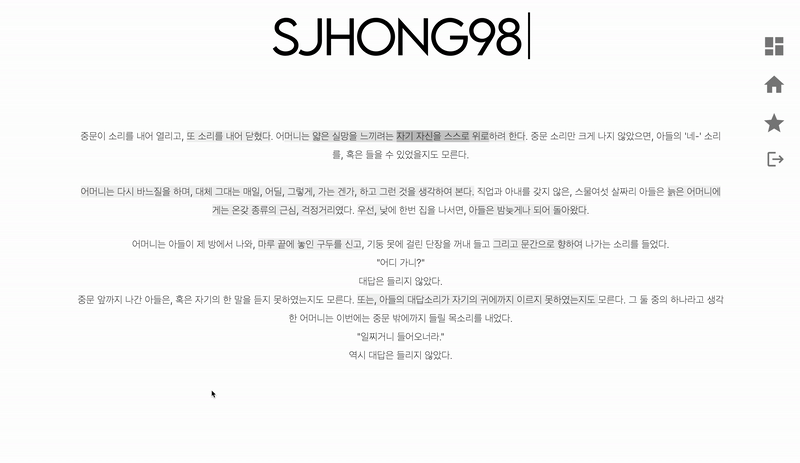 SJHONG98
중문이 소리를 내어 열리고, 또 소리를 내어 닫혔다. 어머니는 얇은 실망을 느끼려는 자기 자신을 스스로 위로하려 한다. 중문 소리만 크게 나지 않았으면, 아들의 '네-' 소리
를, 혹은 들을 수 있었을지도 모른다.
어머니는 다시 바느질을 하며, 대체 그대는 매일, 어딜, 그렇게, 가는 겐가, 하고 그런 것을 생각하여 본다. 직업과 아내를 갖지 않은, 스물여섯 살짜리 아들은 늙은 어머니에
게는 온갖 종류의 근심, 걱정거리였다. 우선, 낮에 한번 집을 나서면, 아들은 밤늦게나 되어 돌아왔다.
어머니는 아들이 제 방에서 나와, 마루 끝에 놓인 구두를 신고, 기둥 못에 걸린 단장을 꺼내 들고 그리고 문간으로 향하여 나가는 소리를 들었다.
"어디 가니?"
대답은 들리지 않았다.
중문 앞까지 나간 아들은, 혹은 자기의 한 말을 듣지 못하였는지도 모른다. 또는, 아들의 대답소리가 자기의 귀에까지 이르지 못하였는지도 모른다. 그 둘 중의 하나라고 생각
한 어머니는 이번에는 중문 밖에까지 들릴 목소리를 내었다.
"일찌거니 들어오너라."
역시 대답은 들리지 않았다.